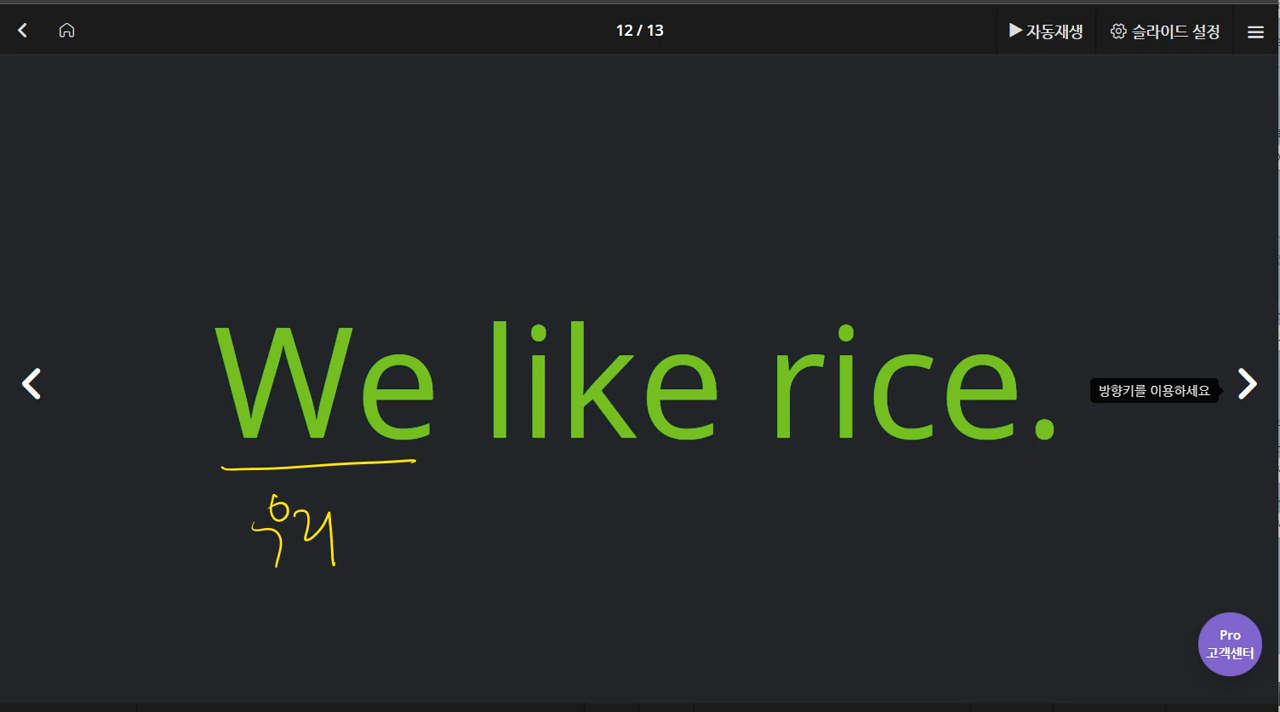 12 / 13
▶ 자동재생
슬라이드 설정
We like rice.
방향키를 이용하세요
우리
Pro
고객센터